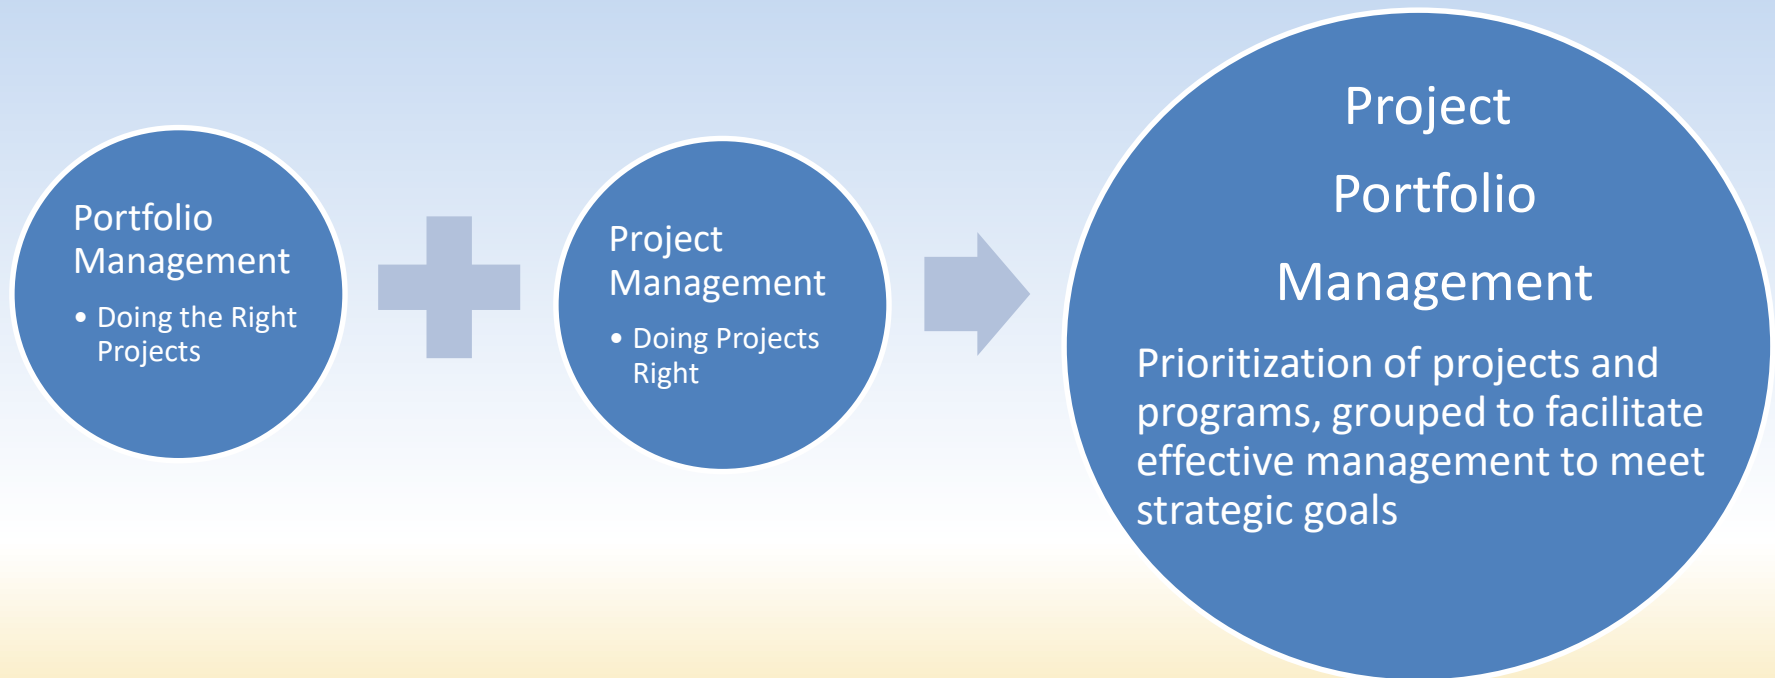 Portfolio
Management
• Doing the Right
Projects
Project
Management
• Doing Projects
Right
Project
Portfolio
Management
Prioritization of projects and
programs, grouped to facilitate
effective management to meet
strategic goals